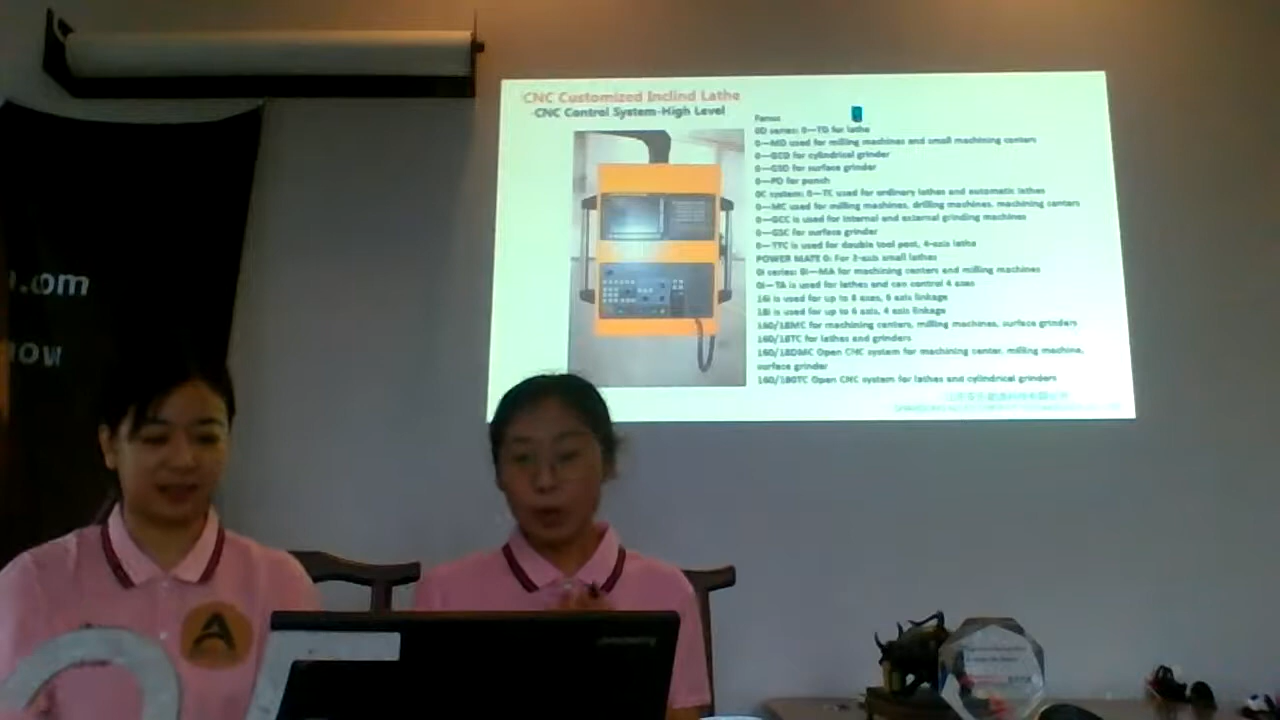 CNC Customized Inclind Lathe
-CNC Control System-High Level
Fanuc
0D series: 0—TD for lathe
0—MD used for milling machines and small machining centers
0—GCD for cylindrical grinder
0—GSD for surface grinder
0—PD for punch
0C system: 0—TC used for ordinary lathes and automatic lathes
0—MC used for milling machines, drilling machines, machining centers
0—GCC is used for internal and external grinding machines
0—GSC for surface grinder
0—TTC is used for double tool post, 4-axis lathe
POWER MATE 0: For 2-axis small lathes
0i series: 0i—MA for machining centers and milling machines
0i—TA is used for lathes and can control 4 axes
16i is used for up to 8 axes, 6 axis linkage
18i is used for up to 6 axis, 4 axis linkage
160/18MC for machining centers, milling machines, surface grinders
160/18TC for lathes and grinders
160/18DMC Open CNC system for machining center, milling machine,
surface grinder
160/180TC Open CNC system for lathes and cylindrical grinders
.com
now
A